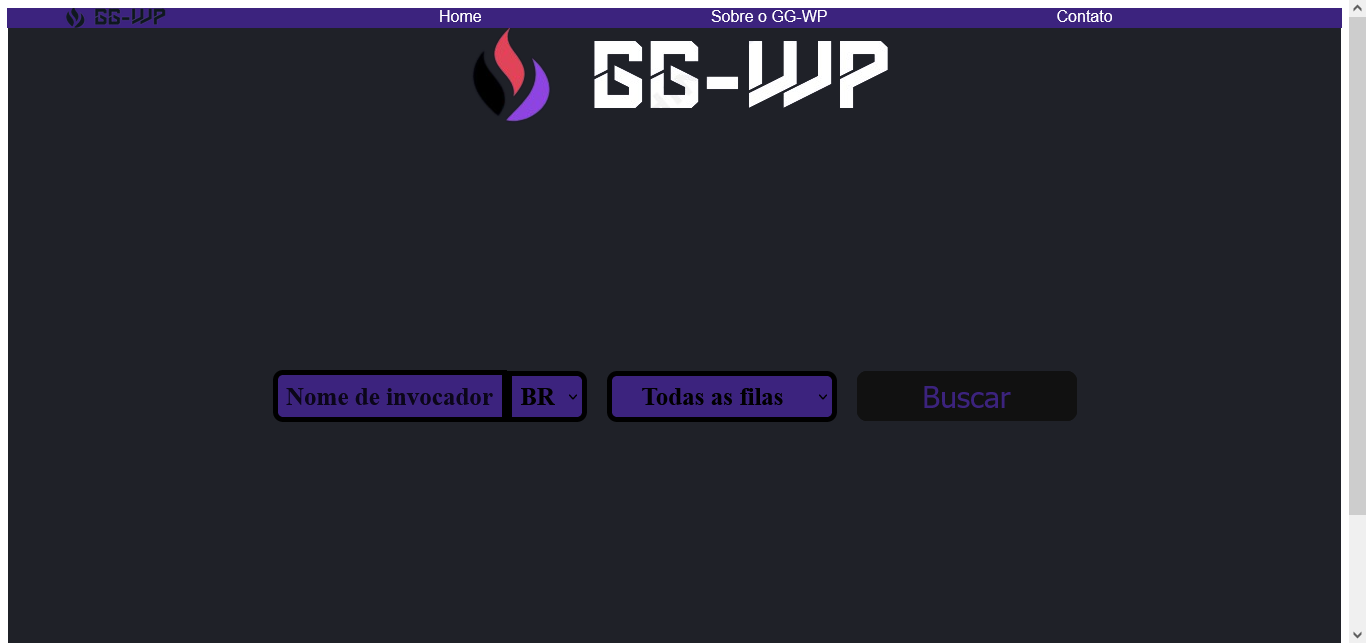 GG-WP
Home
Sobre o GG-WP
Contato
GG-WP
Nome de invocador
BR
Todas as filas
Buscar